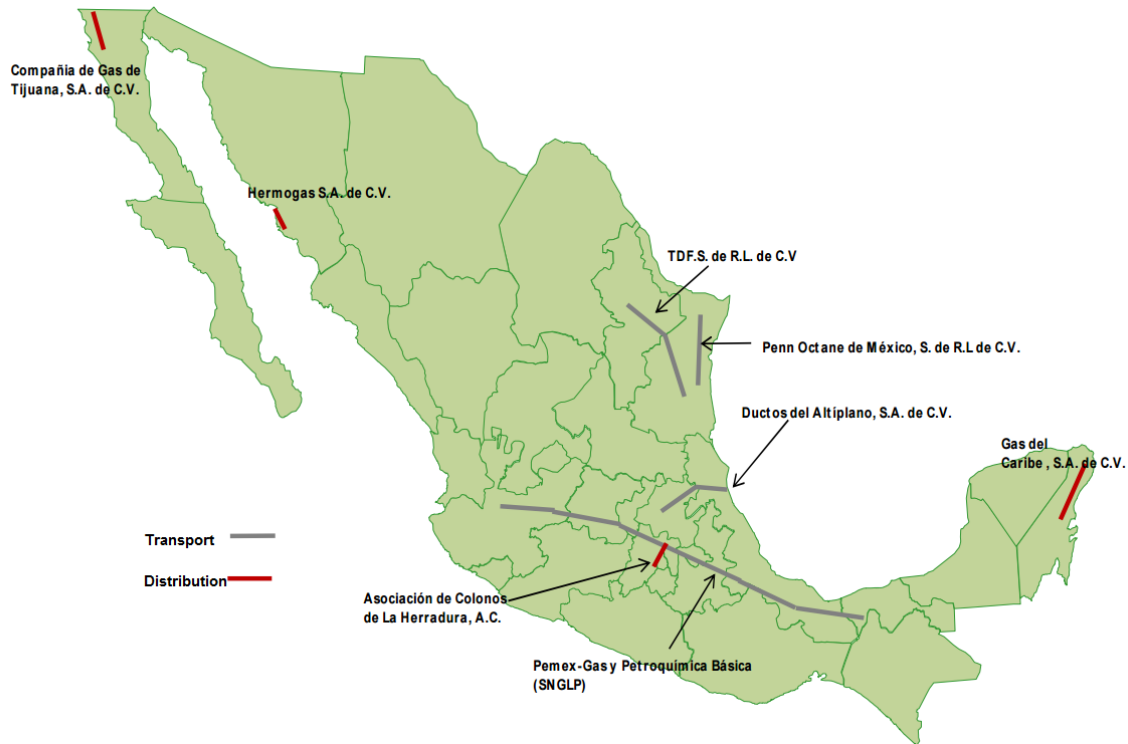 Compañia de Gas de
Tijuana, S.A. de C.V.
Hermogas S.A. de C.V.
TDF.S. de R.L. de C.V
Penn Octane de México, S. de R.L de C.V.
Ductos del Altiplano, S.A. de C.V.
Gas del
Caribe , S.A. de C.V.
Transport
Distribution
Asociación de Colonos
de La Herradura, A.C.
Pemex-Gas y Petroquímica Básica
(SNGLP)